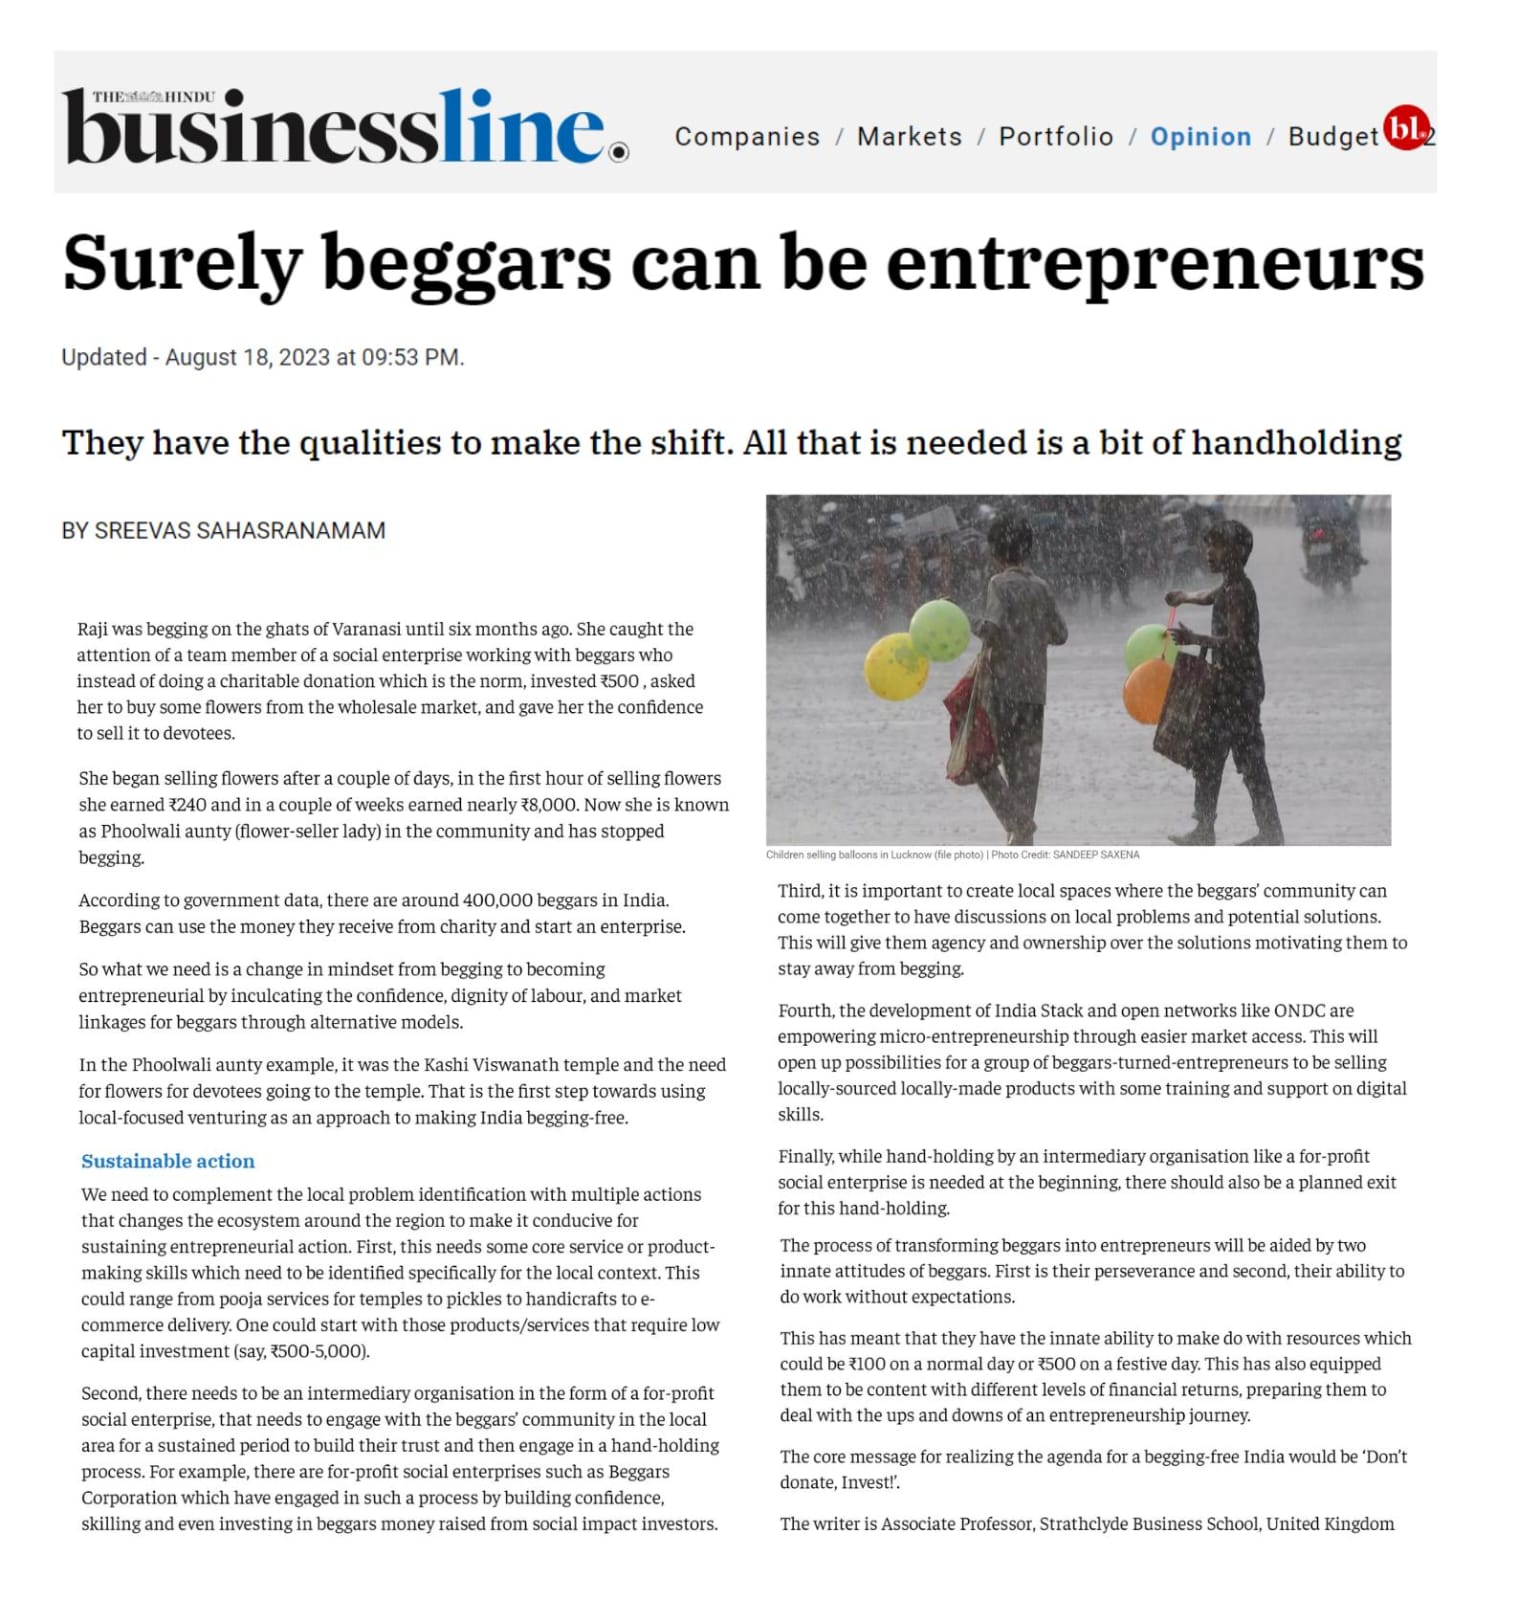 THE HINDU
businessline.
Companies / Markets / Portfolio / Opinion / Budget bl. 2
Surely beggars can be entrepreneurs
Updated - August 18, 2023 at 09:53 PM.
They have the qualities to make the shift. All that is needed is a bit of handholding
BY SREEVAS SAHASRANAMAM
Raji was begging on the ghats of Varanasi until six months ago. She caught the
attention of a team member of a social enterprise working with beggars who
instead of doing a charitable donation which is the norm, invested ₹500 , asked
her to buy some flowers from the wholesale market, and gave her the confidence
to sell it to devotees.
She began selling flowers after a couple of days, in the first hour of selling flowers
she earned ₹240 and in a couple of weeks earned nearly ₹8,000. Now she is known
as Phoolwali aunty (flower-seller lady) in the community and has stopped
begging.
According to government data, there are around 400,000 beggars in India.
Beggars can use the money they receive from charity and start an enterprise.
So what we need is a change in mindset from begging to becoming
entrepreneurial by inculcating the confidence, dignity of labour, and market
linkages for beggars through alternative models.
In the Phoolwali aunty example, it was the Kashi Viswanath temple and the need
for flowers for devotees going to the temple. That is the first step towards using
local-focused venturing as an approach to making India begging-free.
Sustainable action
We need to complement the local problem identification with multiple actions
that changes the ecosystem around the region to make it conducive for
sustaining entrepreneurial action. First, this needs some core service or product-
making skills which need to be identified specifically for the local context. This
could range from pooja services for temples to pickles to handicrafts to e-
commerce delivery. One could start with those products/services that require low
capital investment (say, ₹500-5,000).
Second, there needs to be an intermediary organisation in the form of a for-profit
social enterprise, that needs to engage with the beggars' community in the local
area for a sustained period to build their trust and then engage in a hand-holding
process. For example, there are for-profit social enterprises such as Beggars
Corporation which have engaged in such a process by building confidence,
skilling and even investing in beggars money raised from social impact investors.
Children selling balloons in Lucknow (file photo) | Photo Credit: SANDEEP SAXENA
Third, it is important to create local spaces where the beggars' community can
come together to have discussions on local problems and potential solutions.
This will give them agency and ownership over the solutions motivating them to
stay away from begging.
Fourth, the development of India Stack and open networks like ONDC are
empowering micro-entrepreneurship through easier market access. This will
open up possibilities for a group of beggars-turned-entrepreneurs to be selling
locally-sourced locally-made products with some training and support on digital
skills.
Finally, while hand-holding by an intermediary organisation like a for-profit
social enterprise is needed at the beginning, there should also be a planned exit
for this hand-holding.
The process of transforming beggars into entrepreneurs will be aided by two
innate attitudes of beggars. First is their perseverance and second, their ability to
do work without expectations.
This has meant that they have the innate ability to make do with resources which
could be ₹100 on a normal day or ₹500 on a festive day. This has also equipped
them to be content with different levels of financial returns, preparing them to
deal with the ups and downs of an entrepreneurship journey.
The core message for realizing the agenda for a begging-free India would be ‘Don’t
donate, Invest!’.
The writer is Associate Professor, Strathclyde Business School, United Kingdom